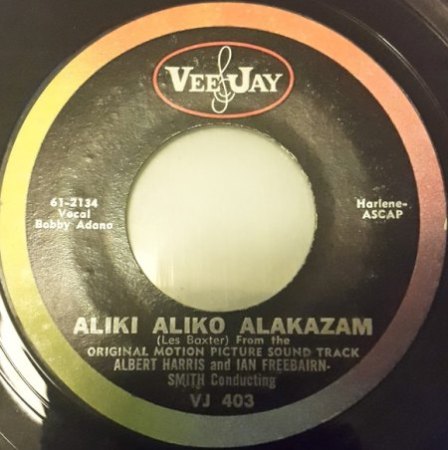 VEE JAY
61-2134
Vocal
Bobby Adano
Harlene-
ASCAP
ALIKI ALIKO ALAKAZAM
(Les Baxter) From the
ORIGINAL MOTION PICTURE SOUND TRACK
ALBERT HARRIS and IAN FREEBAIRN-
SMITH Conducting
VJ 403